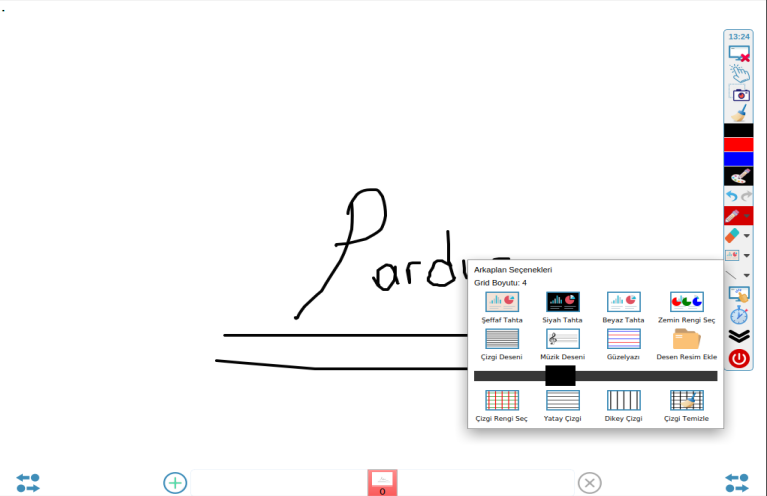 13:24
Pardu
Arkaplan Seçenekleri
Grid Boyutu: 4
Şeffaf Tahta Siyah Tahta Beyaz Tahta Zemin Rengi Seç
Çizgi Deseni Müzik Deseni Güzelyazı Desen Resim Ekle
Çizgi Rengi Seç Yatay Çizgi Dikey Çizgi Çizgi Temizle
0